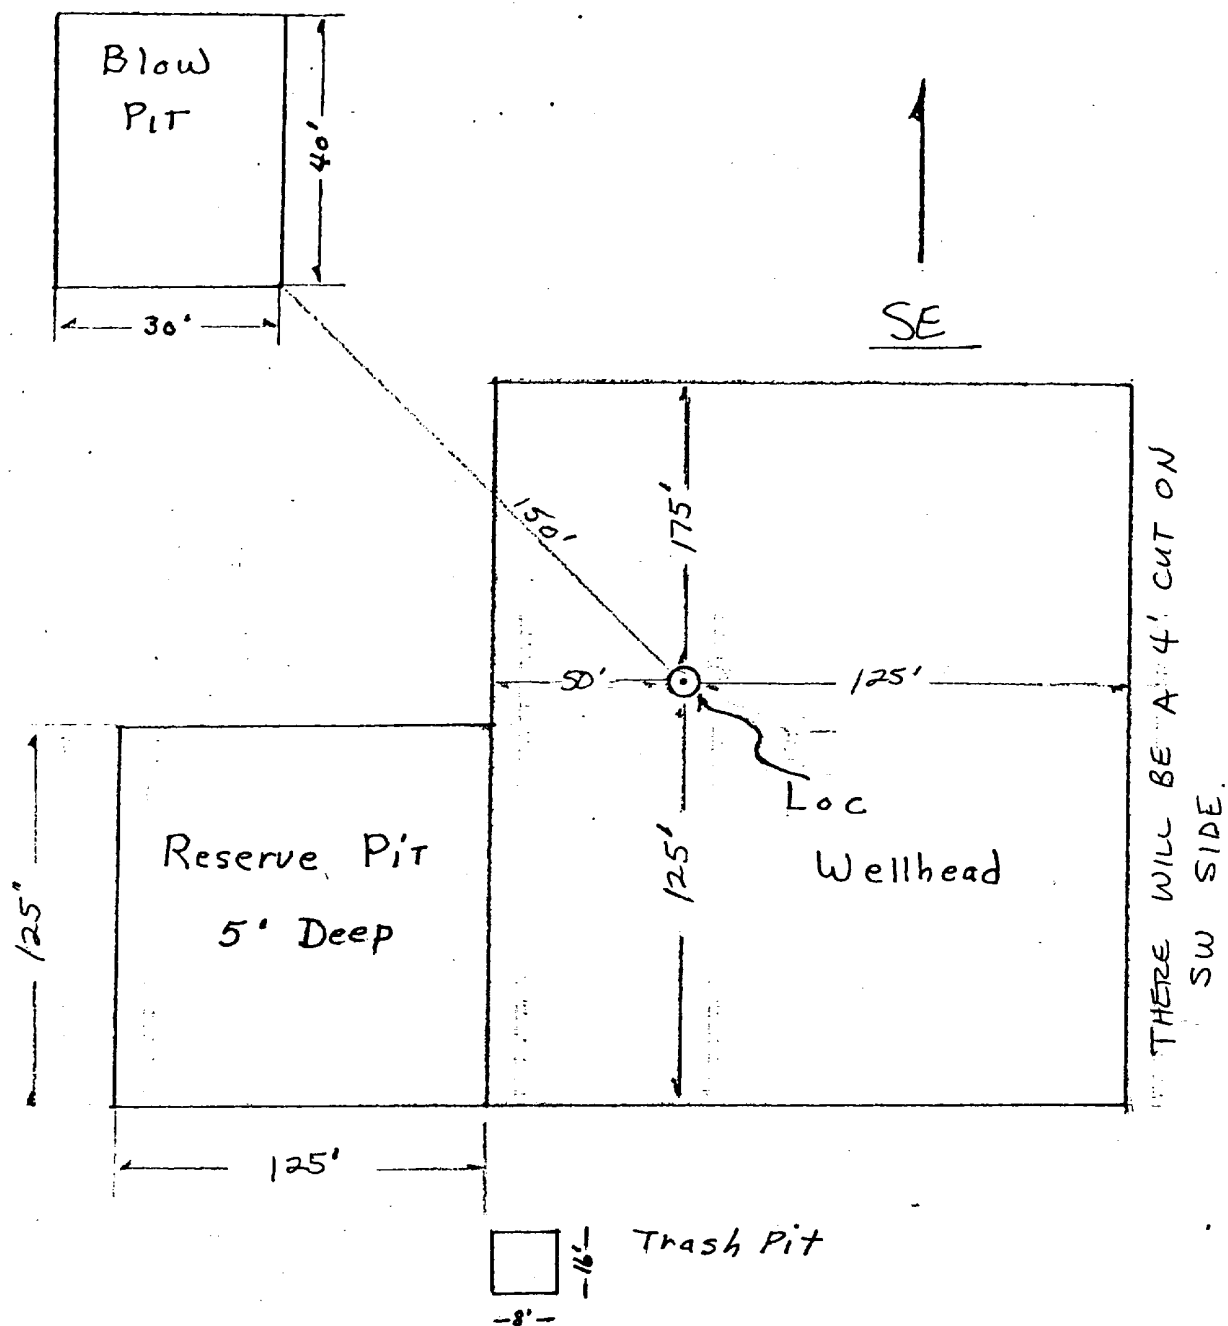 Blow
PIT
40'
30'
SE
150'
175'
50'
125'
Loc
125'
Wellhead
Reserve PiT
5' Deep
125"
125'
THERE WILL BE A 4' CUT ON
SW SIDE.
Trash Pit
16'
8'